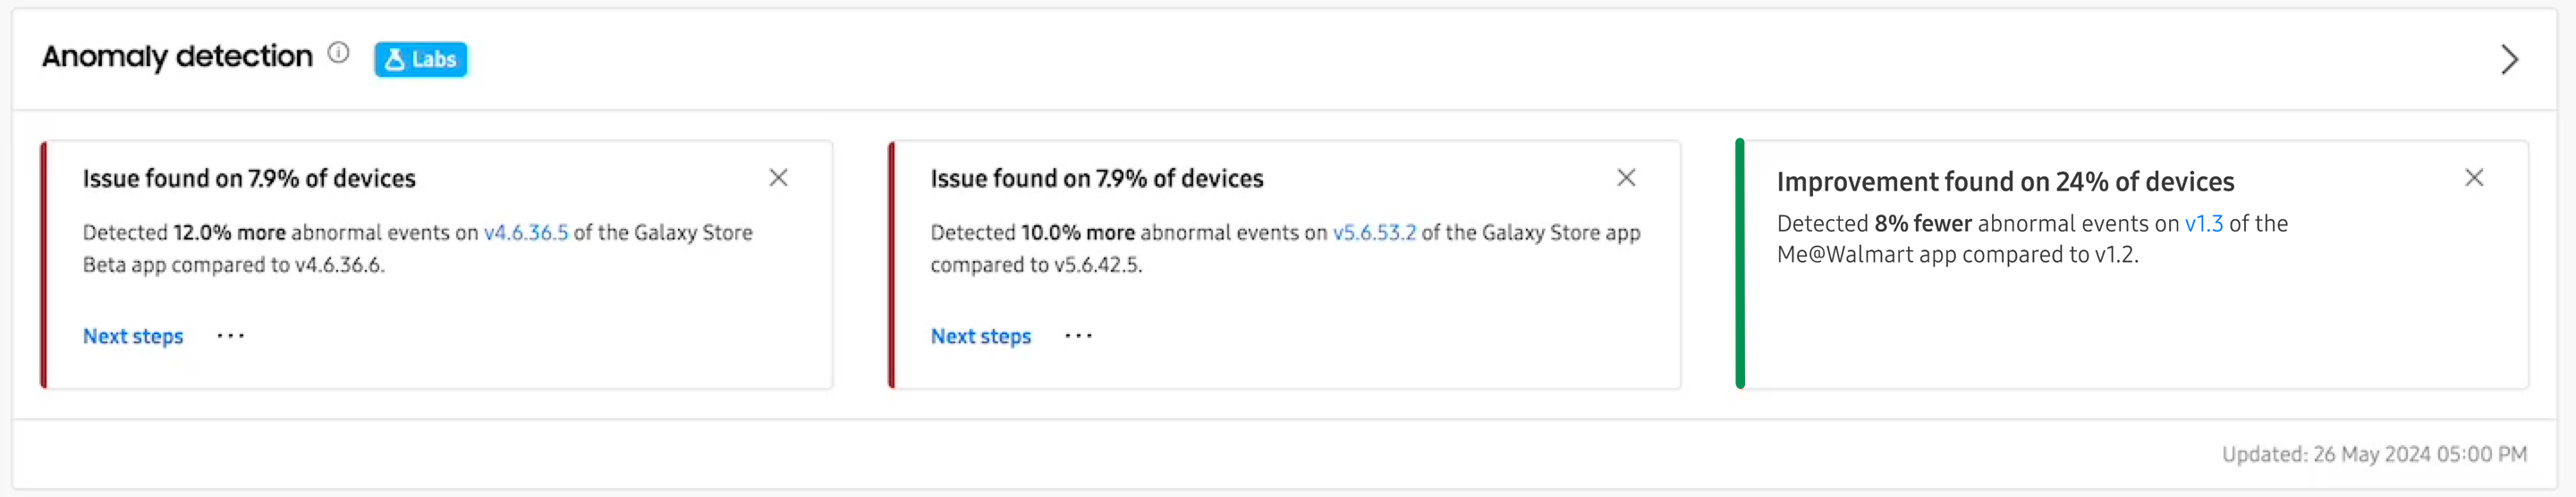 Anomaly detection
Labs
Issue found on 7.9% of devices
Detected 12.0% more abnormal events on v4.6.36.5 of the Galaxy Store
Beta app compared to v4.6.36.6.
Next steps ...
Issue found on 7.9% of devices
Detected 10.0% more abnormal events on v5.6.53.2 of the Galaxy Store app
compared to v5.6.42.5.
Next steps ...
Improvement found on 24% of devices
Detected 8% fewer abnormal events on v1.3 of the
Me@Walmart app compared to v1.2.
Updated: 26 May 2024 05:00 PM